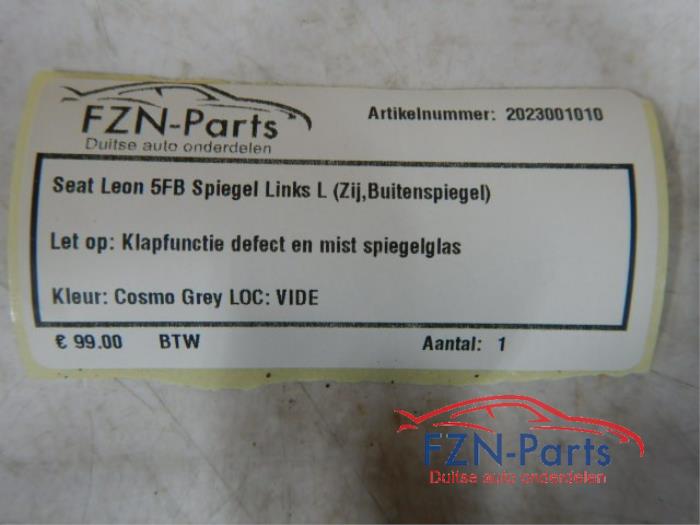 FZN-Parts
Duitse auto onderdelen
Artikelnummer: 2023001010
Seat Leon 5FB Spiegel Links L (Zij,Buitenspiegel)
Let op: Klapfunctie defect en mist spiegelglas
Kleur: Cosmo Grey LOC: VIDE
€ 99.00 BTW Aantal: 1
FZN-Parts
Duitse auto onderdelen